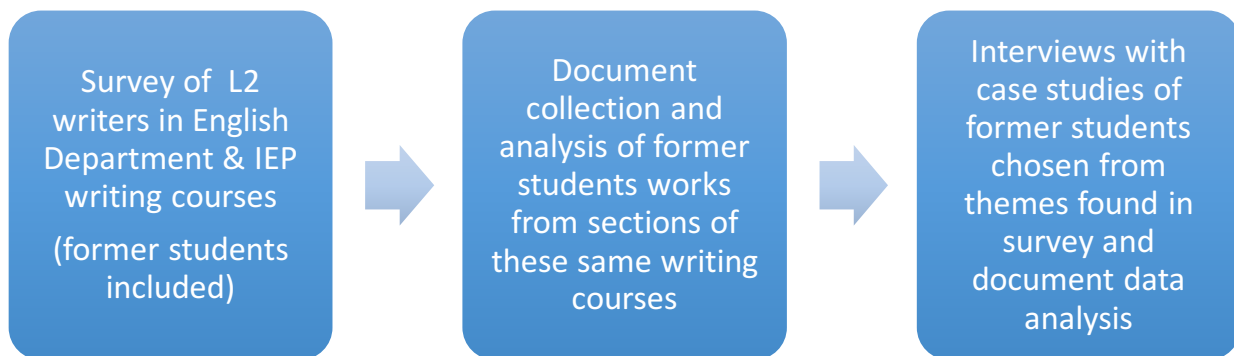 Survey of L2
writers in English
Department & IEP
writing courses
(former students
included)
Document
collection and
analysis of former
students works
from sections of
these same writing
courses
Interviews with
case studies of
former students
chosen from
themes found in
survey and
document data
analysis